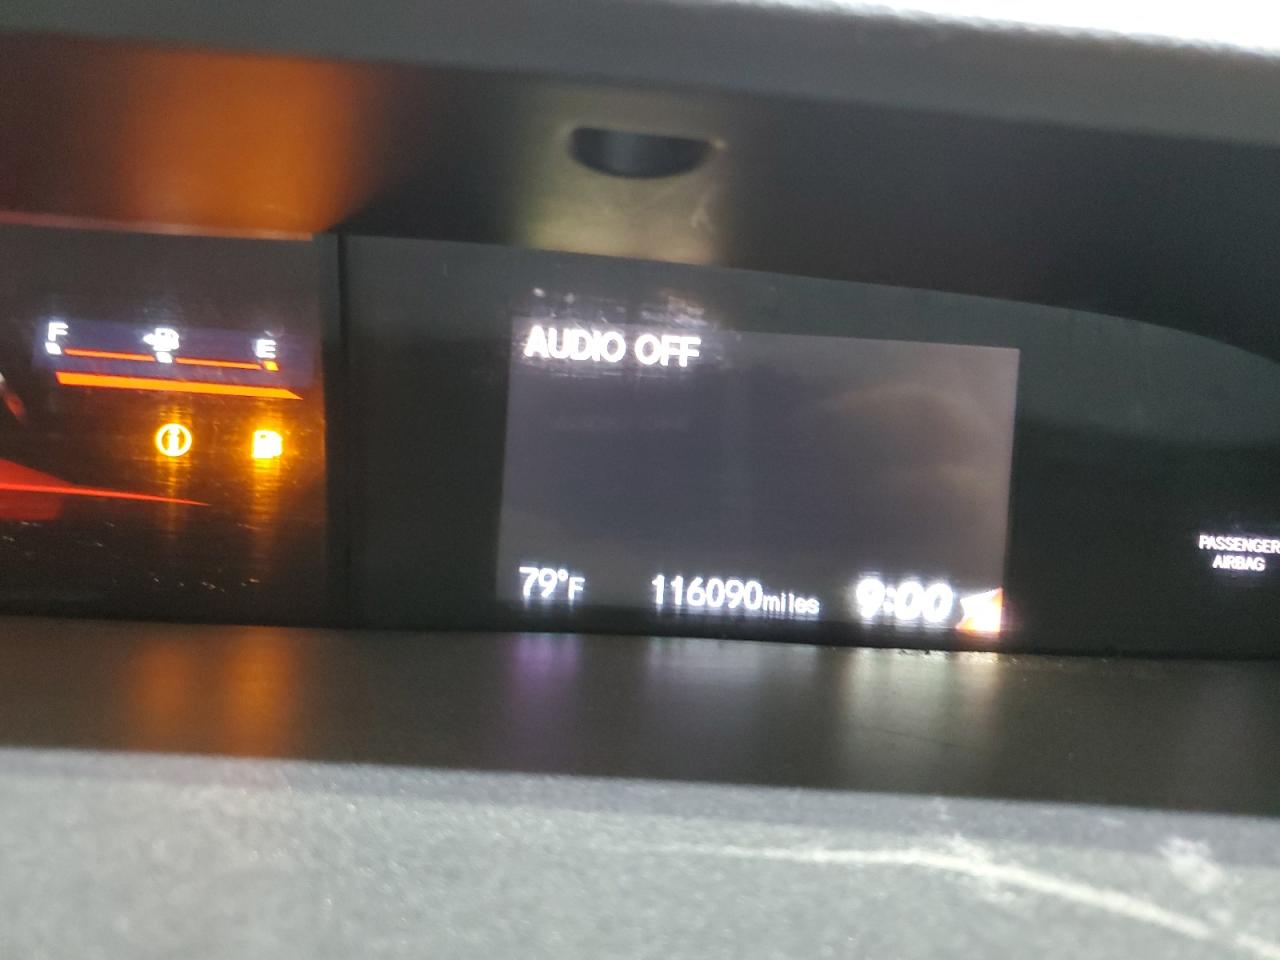 F E
AUDIO OFF
79°F 116090miles 9:00
PASSENGER
AIRBAG